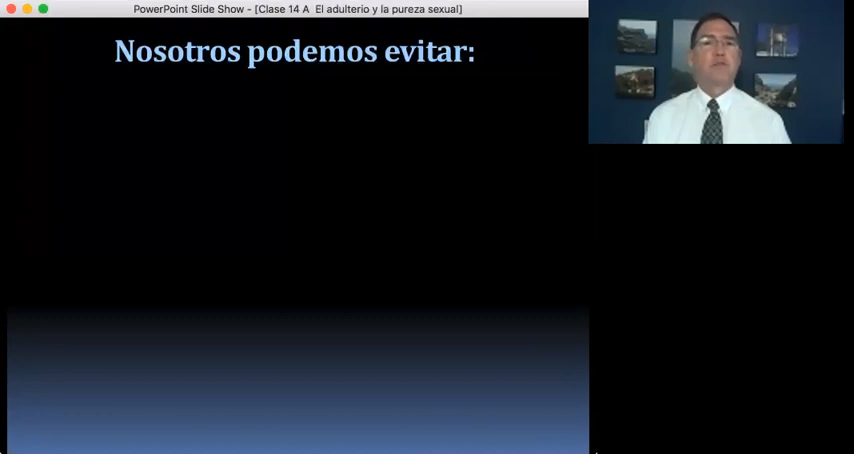 PowerPoint Slide Show - [Clase 14 A  El adulterio y la pureza sexual]
Nosotros podemos evitar: